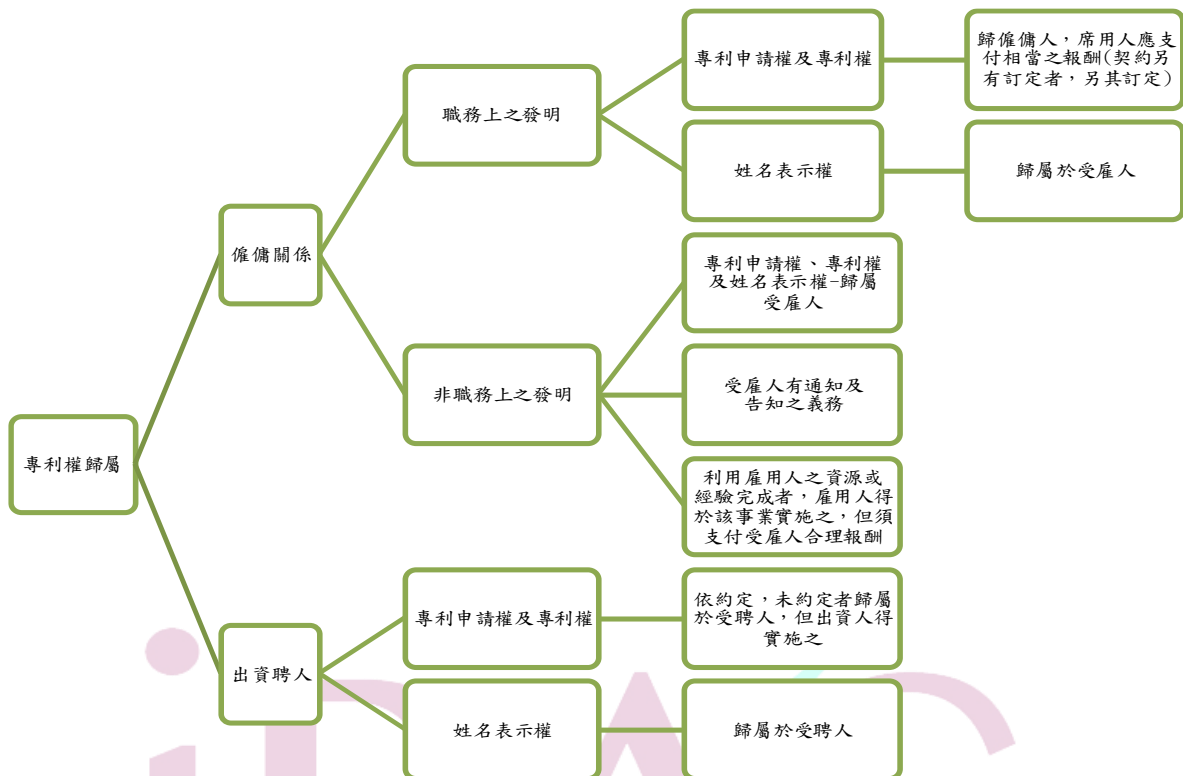 專利權歸屬
僱傭關係
職務上之發明
專利申請權及專利權
歸僱傭人，席用人應支
付相當之報酬(契約另
有訂定者，另其訂定)
姓名表示權
歸屬於受雇人
非職務上之發明
專利申請權、專利權
及姓名表示權-歸屬
受雇人
受雇人有通知及
告知之義務
利用雇用人之資源或
經驗完成者，雇用人得
於該事業實施之，但須
支付受雇人合理報酬
出資聘人
專利申請權及專利權
依約定，未約定者歸屬
於受聘人，但出資人得
實施之
姓名表示權
歸屬於受聘人